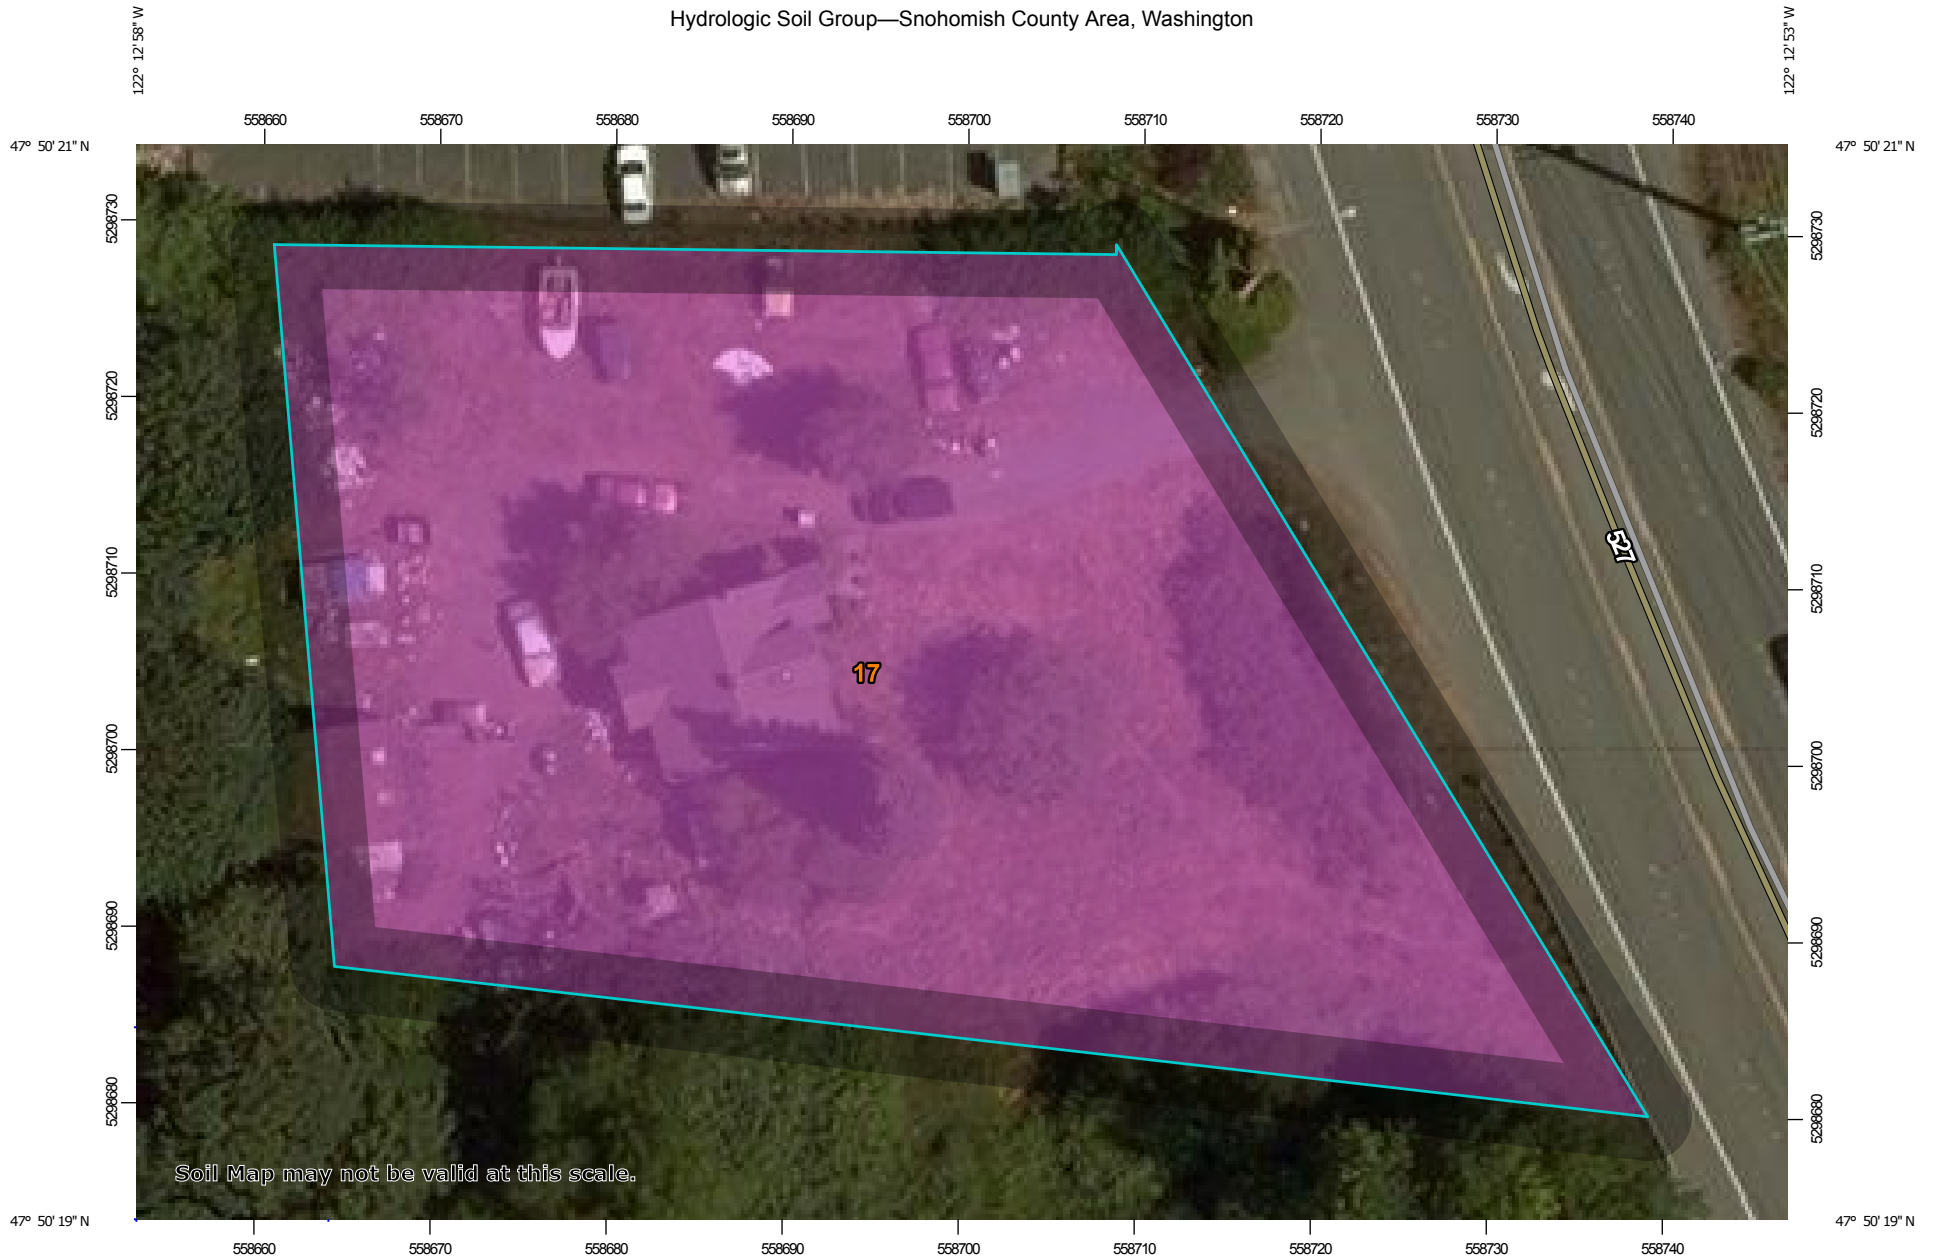 Hydrologic Soil Group—Snohomish County Area, Washington
122° 12' 58" W
122° 12' 53" W
558660 558670 558680 558690 558700 558710 558720 558730 558740
47° 50' 21" N
47° 50' 21" N
5298730
5298730
5298720
5298720
527
5298710
5298710
17
5298700
5298700
5298690
5298690
5298680
5298680
Soil Map may not be valid at this scale.
47° 50' 19" N
47° 50' 19" N
558660 558670 558680 558690 558700 558710 558720 558730 558740